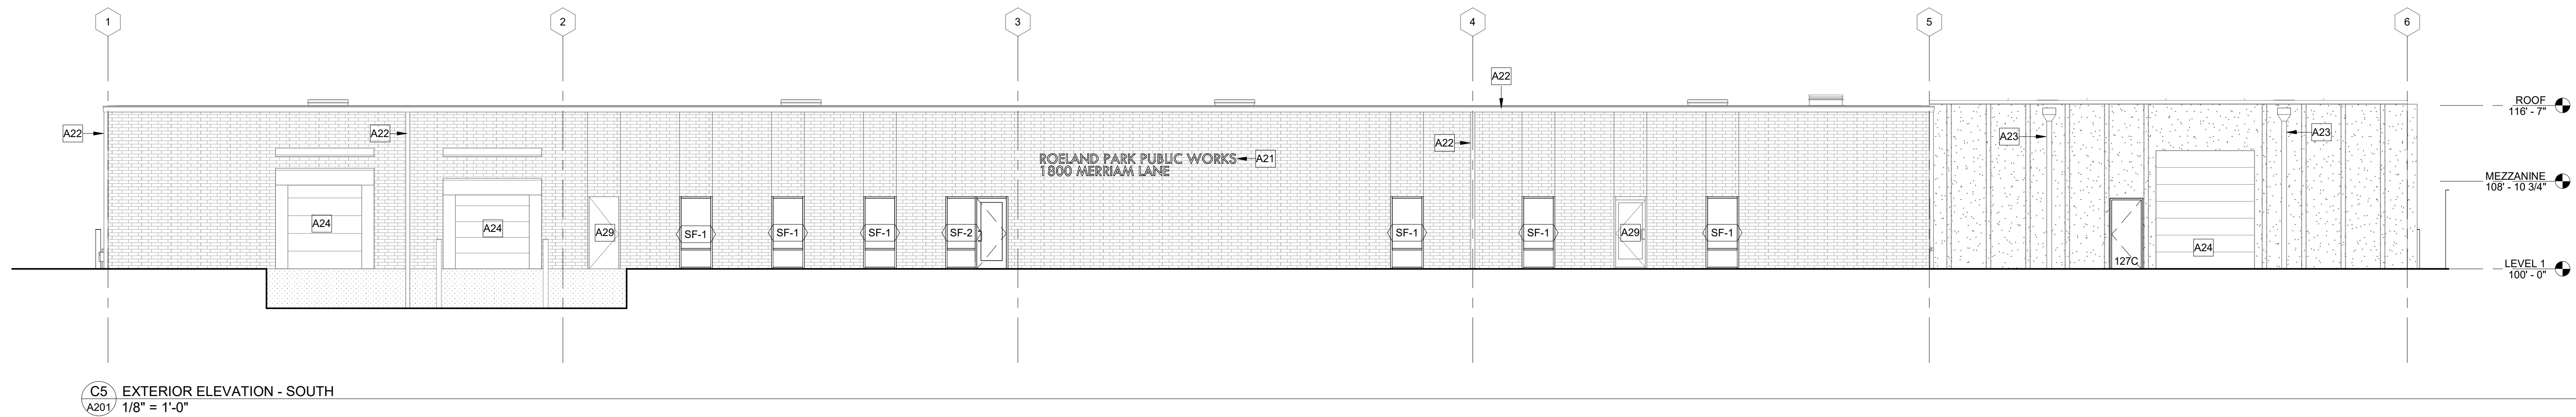 1 2 3 4 5 6
A22
ROOF
116' - 7"
A22 A22 A22 A23 A23
ROELAND PARK PUBLIC WORKS A21
1800 MERRIAM LANE
MEZZANINE
108' - 10 3/4"
A24 A24 A29 SF-1 SF-1 SF-1 SF-2 SF-1 SF-1 A29 SF-1 A24
127C
LEVEL 1
100' - 0"
C5 EXTERIOR ELEVATION - SOUTH
A201 1/8" = 1'-0"